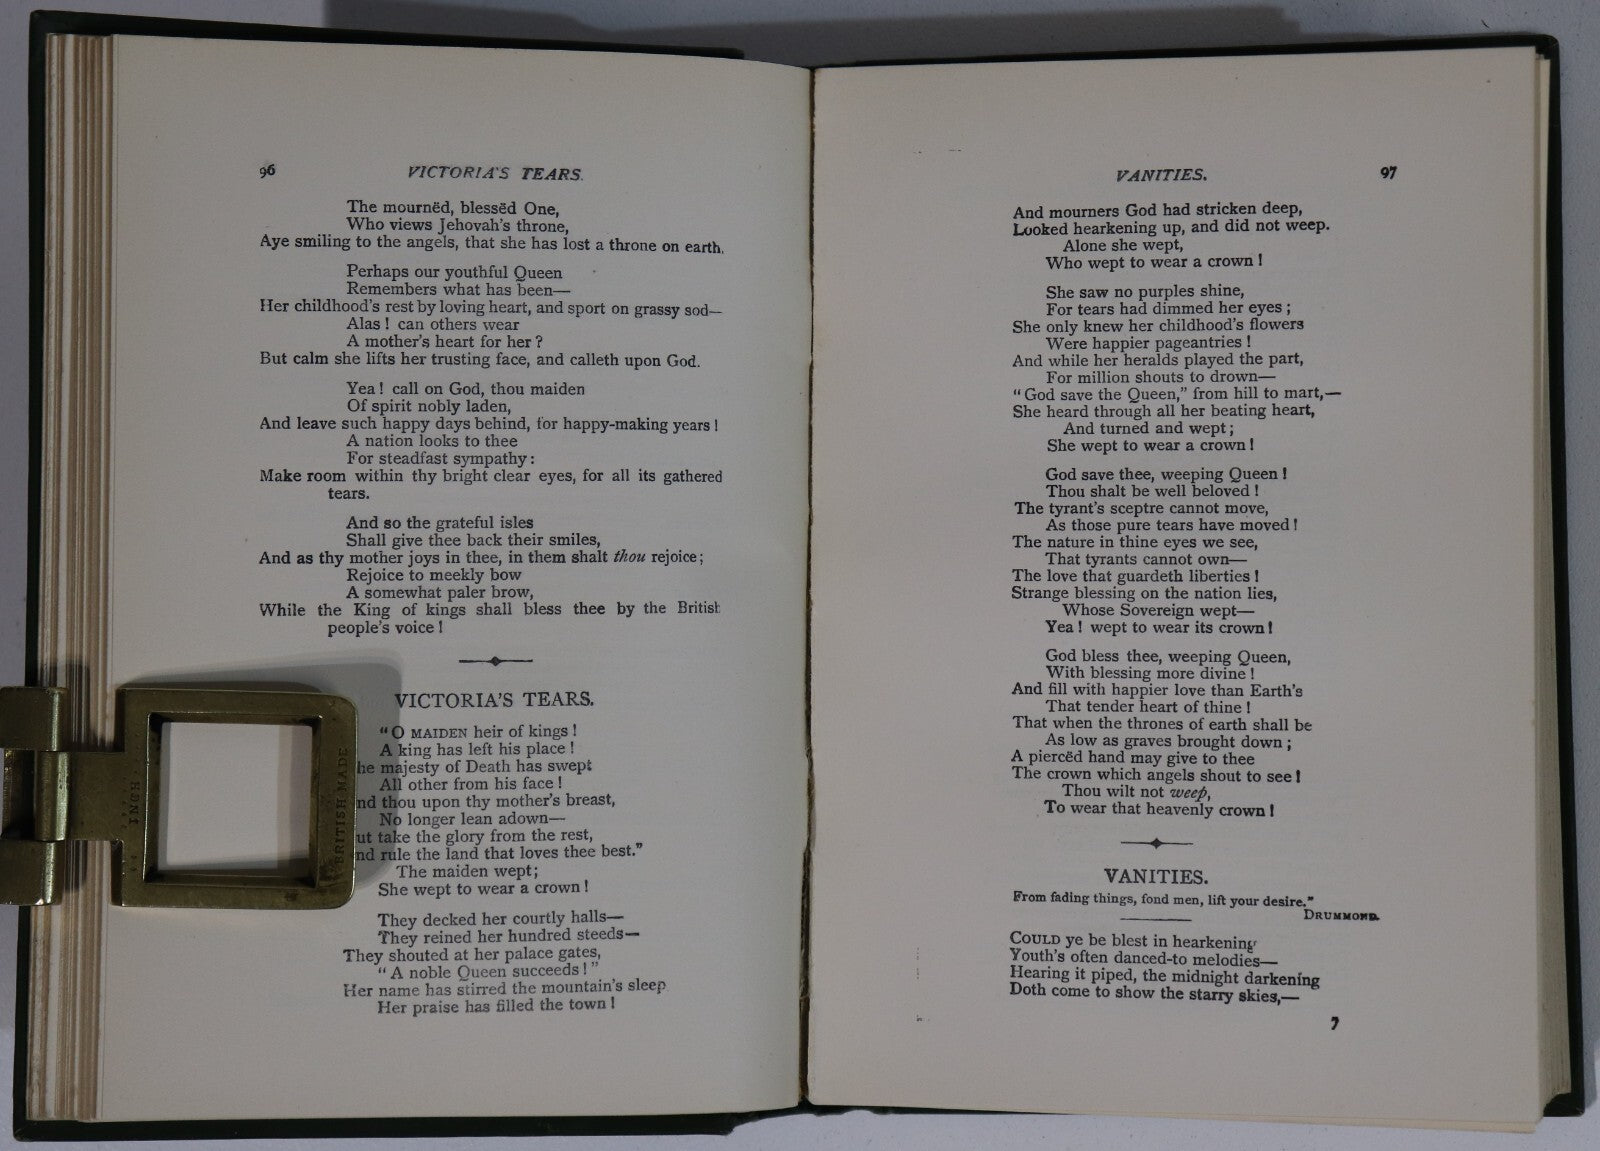 96 VICTORIA'S TEARS.
The mournëd, blessëd One,
Who views Jehovah's throne,
Aye smiling to the angels, that she has lost a throne on earth.
Perhaps our youthful Queen
Remembers what has been—
Her childhood's rest by loving heart, and sport on grassy sod—
Alas! can others wear
A mother's heart for her?
But calm she lifts her trusting face, and calleth upon God.
Yea! call on God, thou maiden
Of spirit nobly laden,
And leave such happy days behind, for happy-making years!
A nation looks to thee
For steadfast sympathy:
Make room within thy bright clear eyes, for all its gathered
tears.
And so the grateful isles
Shall give thee back their smiles,
And as thy mother joys in thee, in them shalt thou rejoice;
Rejoice to meekly bow
A somewhat paler brow,
While the King of kings shall bless thee by the British
people's voice!
VICTORIA'S TEARS.
"O MAIDEN heir of kings!
A king has left his place!
he majesty of Death has swept
All other from his face!
nd thou upon thy mother's breast,
No longer lean adown—
ut take the glory from the rest,
nd rule the land that loves thee best."
The maiden wept;
She wept to wear a crown!
They decked her courtly halls—
They reined her hundred steeds—
They shouted at her palace gates,
"A noble Queen succeeds!"
Her name has stirred the mountain's sleep
Her praise has filled the town!
INCH
BRITISH MADE
VANITIES. 97
And mourners God had stricken deep,
Looked hearkening up, and did not weep.
Alone she wept,
Who wept to wear a crown!
She saw no purples shine,
For tears had dimmed her eyes;
She only knew her childhood's flowers
Were happier pageantries!
And while her heralds played the part,
For million shouts to drown—
"God save the Queen," from hill to mart,—
She heard through all her beating heart,
And turned and wept;
She wept to wear a crown!
God save thee, weeping Queen!
Thou shalt be well beloved!
The tyrant's sceptre cannot move,
As those pure tears have moved!
The nature in thine eyes we see,
That tyrants cannot own—
The love that guardeth liberties!
Strange blessing on the nation lies,
Whose Sovereign wept—
Yea! wept to wear its crown!
God bless thee, weeping Queen,
With blessing more divine!
And fill with happier love than Earth's
That tender heart of thine!
That when the thrones of earth shall be
As low as graves brought down;
A piercëd hand may give to thee
The crown which angels shout to see!
Thou wilt not weep,
To wear that heavenly crown!
VANITIES.
From fading things, fond men, lift your desire."
DRUMMOND.
COULD ye be blest in hearkening
Youth's often danced-to melodies—
Hearing it piped, the midnight darkening
Doth come to show the starry skies,—
7